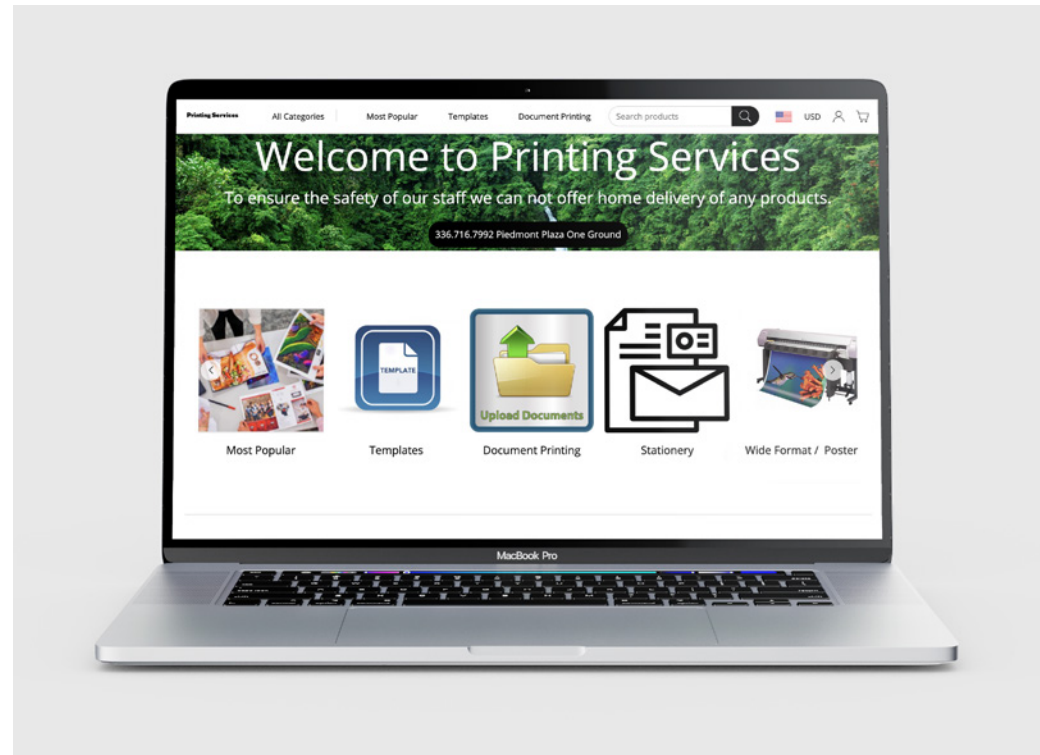 Printing Services All Categories Most Popular Templates Document Printing Search products USD
Welcome to Printing Services
To ensure the safety of our staff we can not offer home delivery of any products.
336.716.7992 Piedmont Plaza One Ground
TEMPLATE
Upload Documents
Most Popular Templates Document Printing Stationery Wide Format / Poster
MacBook Pro